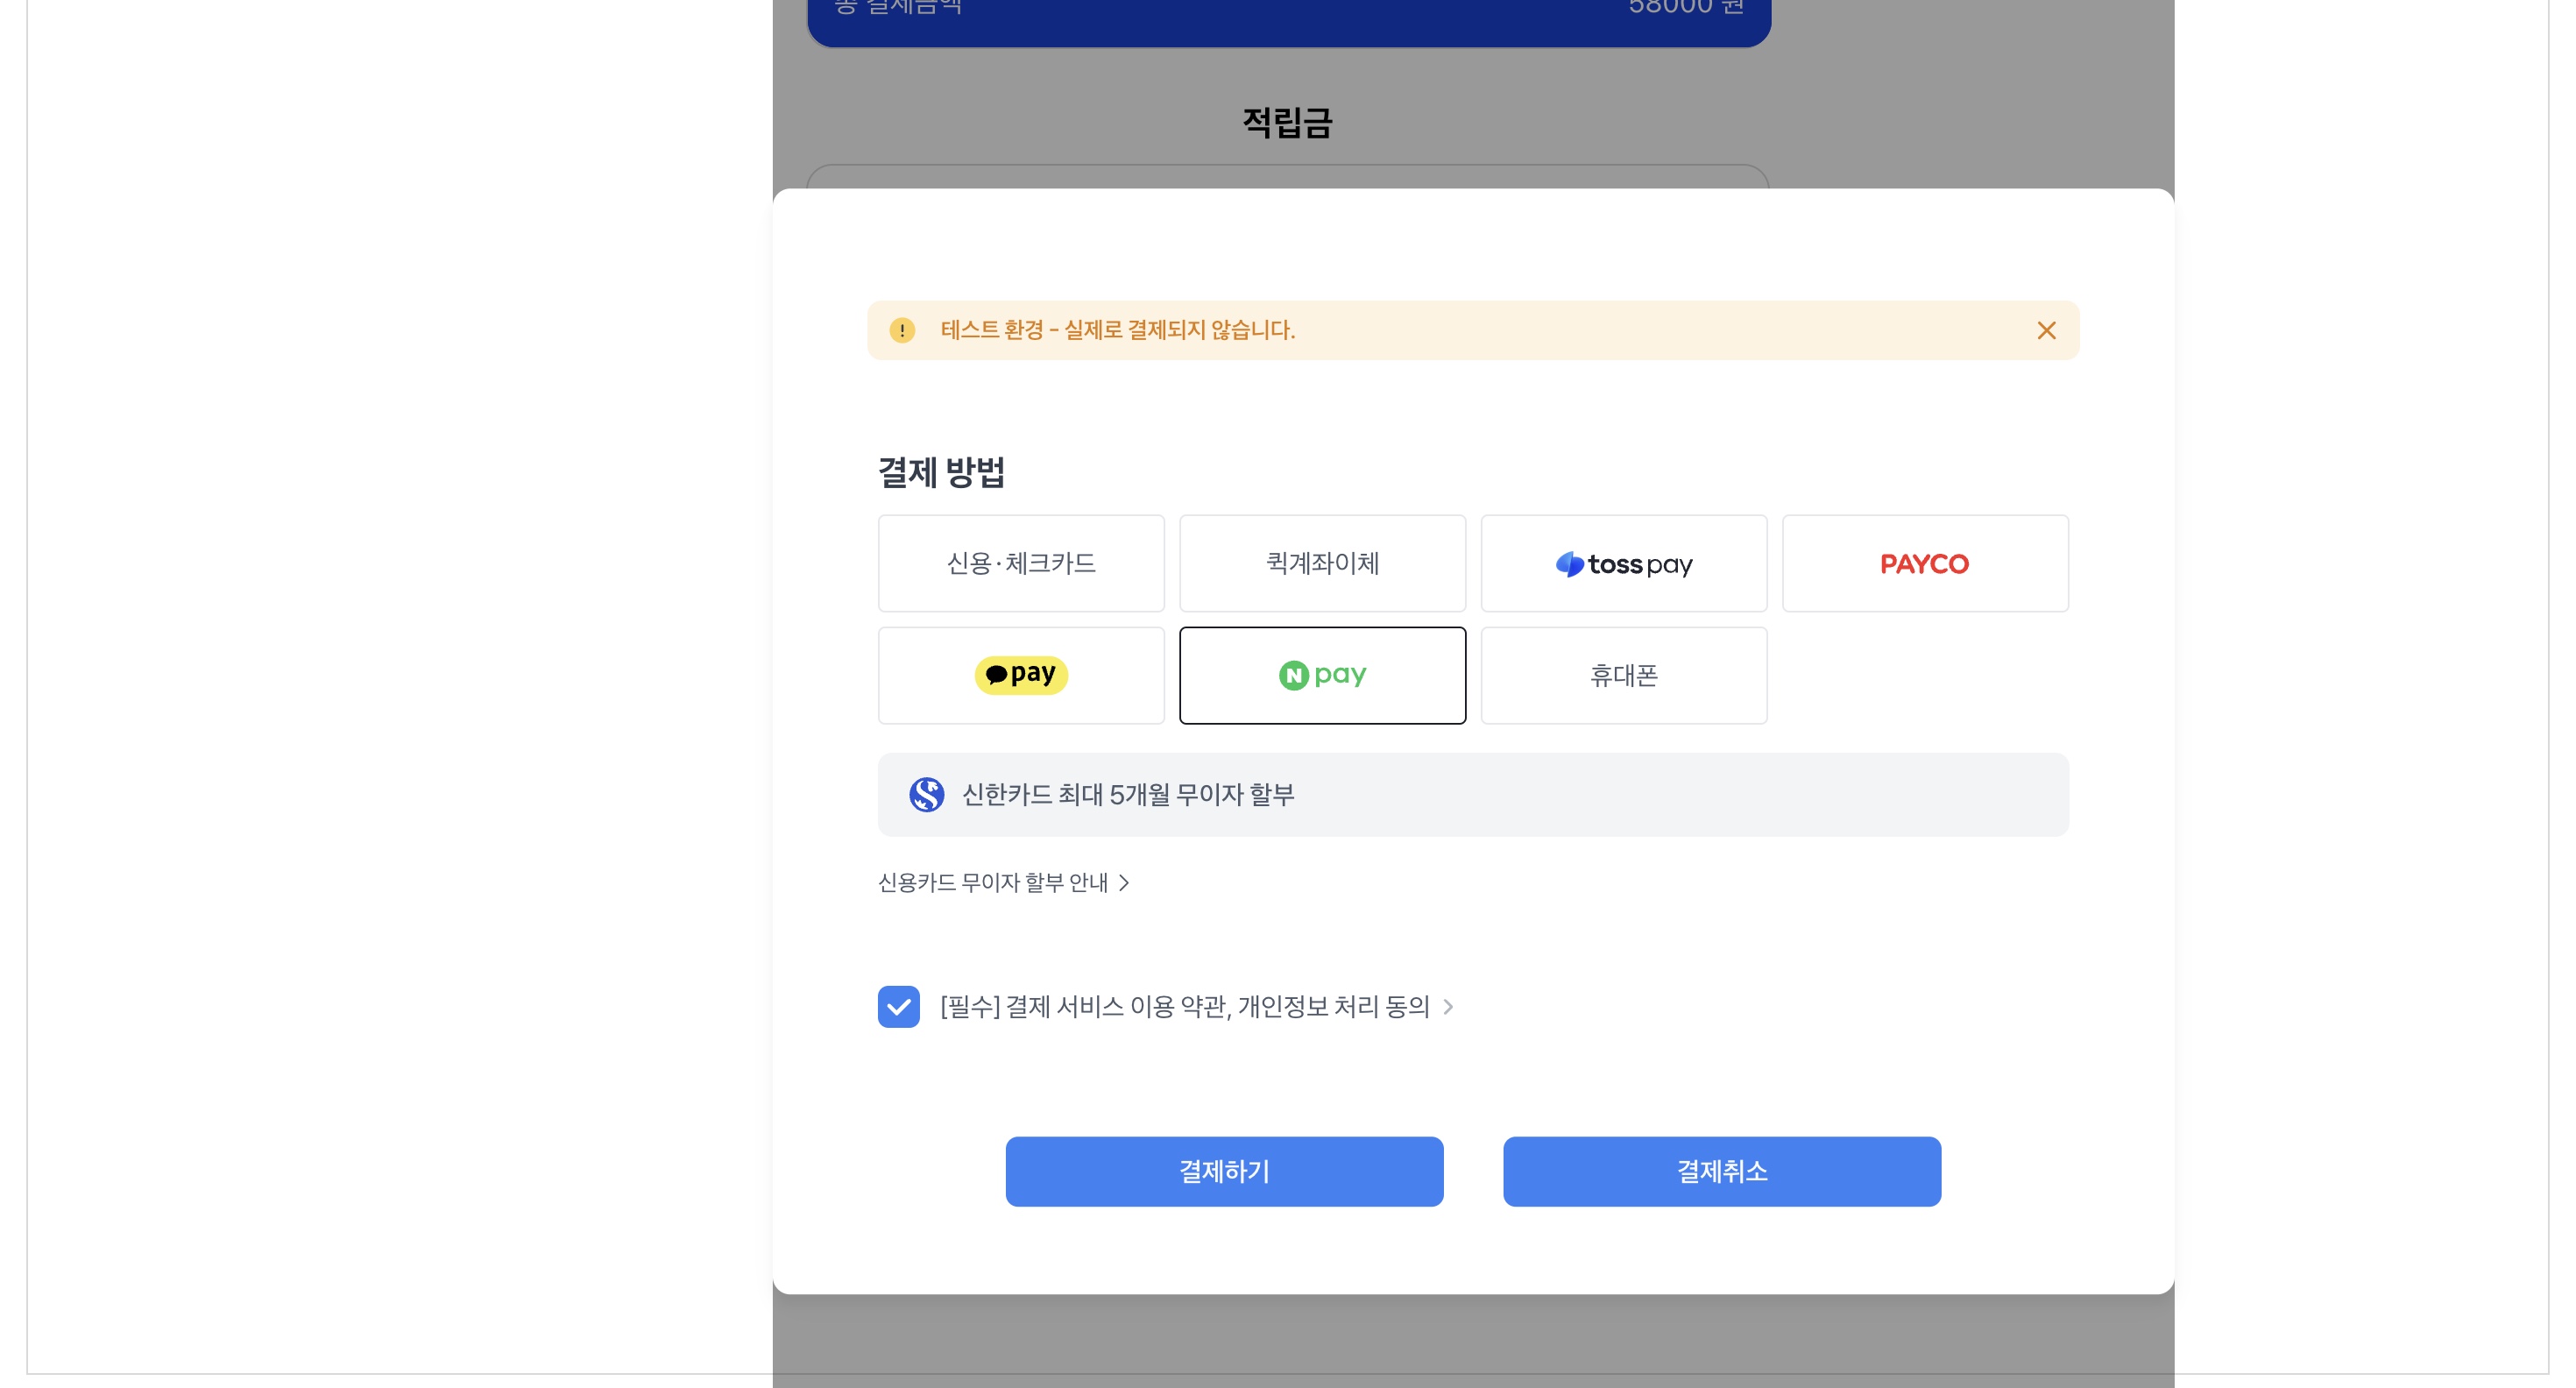 총 결제금액 58000 원
적립금
테스트 환경 - 실제로 결제되지 않습니다.
결제 방법
신용·체크카드 퀵계좌이체 toss pay PAYCO
pay N pay 휴대폰
신한카드 최대 5개월 무이자 할부
신용카드 무이자 할부 안내 >
[필수] 결제 서비스 이용 약관, 개인정보 처리 동의 >
결제하기 결제취소